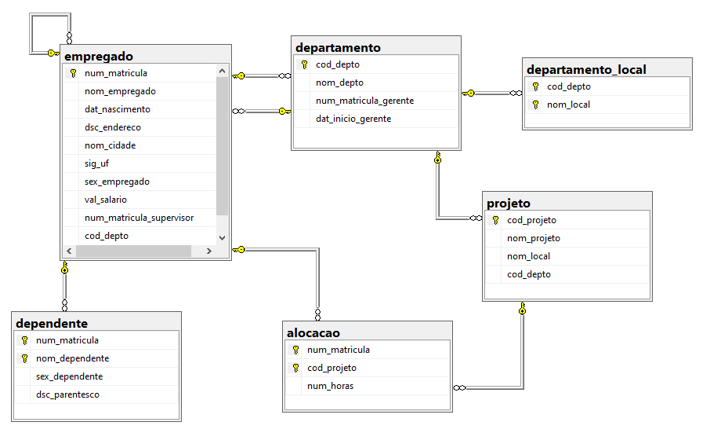 empregado
num_matricula
nom_empregado
dat_nascimento
dsc_endereco
nom_cidade
sig_uf
sex_empregado
val_salario
num_matricula_supervisor
cod_depto
departamento
cod_depto
nom_depto
num_matricula_gerente
dat_inicio_gerente
departamento_local
cod_depto
nom_local
projeto
cod_projeto
nom_projeto
nom_local
cod_depto
dependente
num_matricula
nom_dependente
sex_dependente
dsc_parentesco
alocacao
num_matricula
cod_projeto
num_horas